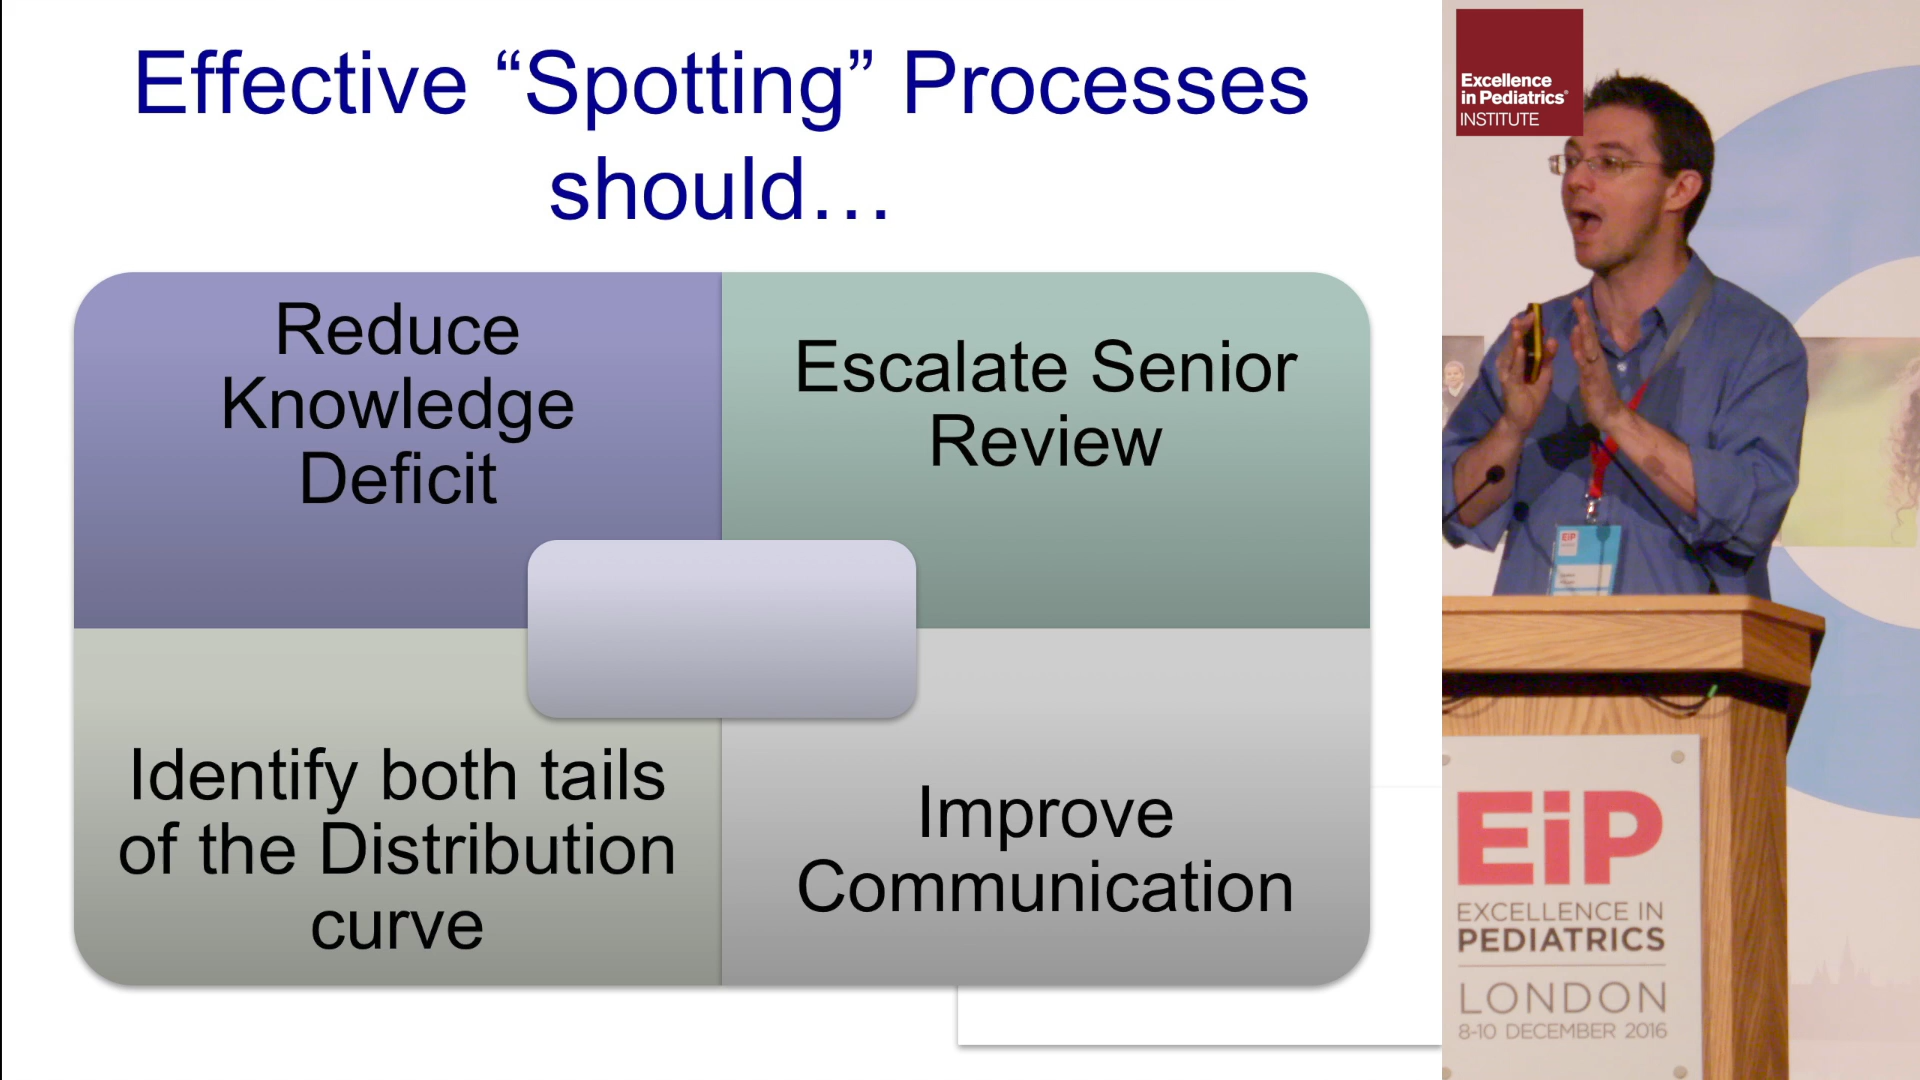 Effective “Spotting” Processes
should…
Reduce
Knowledge
Deficit
Escalate Senior
Review
Identify both tails
of the Distribution
curve
Improve
Communication
Excellence
in Pediatrics®
INSTITUTE
EiP
EiP
EXCELLENCE IN
PEDIATRICS
LONDON
8-10 DECEMBER 2016